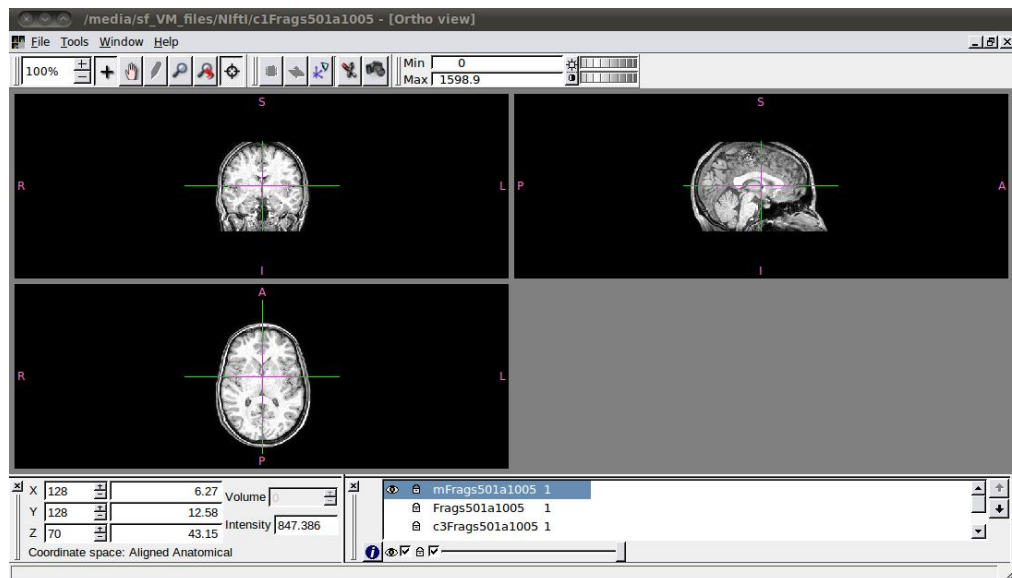 /media/sf_VM_files/NIftI/c1Frags501a1005 - [Ortho view]
File Tools Window Help
100% Min 0
Max 1598.9
S S
R L P A
I I
A
R L
P
X 128 6.27 Volume 0
Y 128 12.58
Z 70 43.15 Intensity 847.386
Coordinate space: Aligned Anatomical
mFrags501a1005 1
Frags501a1005 1
c3Frags501a1005 1